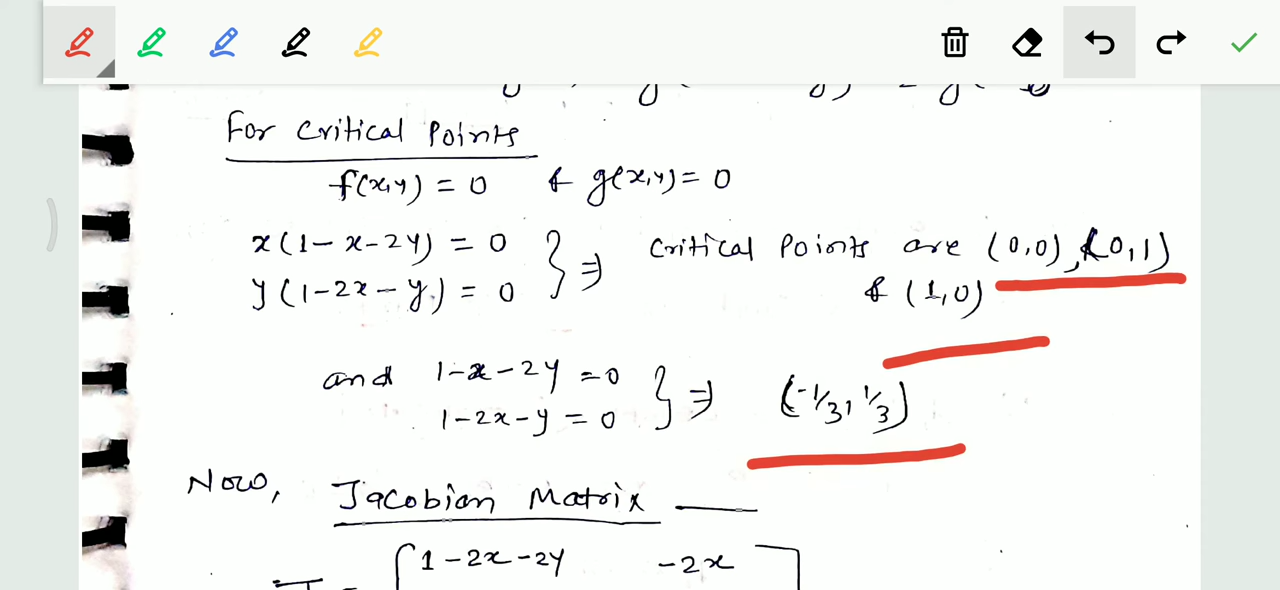 For Critical Points
f(x,y) = 0 & g(x,y) = 0
x(1-x-2y) = 0 } ⇒ Critical Points are (0,0), (0,1)
y(1-2x-y) = 0 & (1,0)
and 1-x-2y = 0 } ⇒ (-1/3, 1/3)
1-2x-y = 0
Now, Jacobian Matrix —
J = [ 1-2x-2y -2x ]